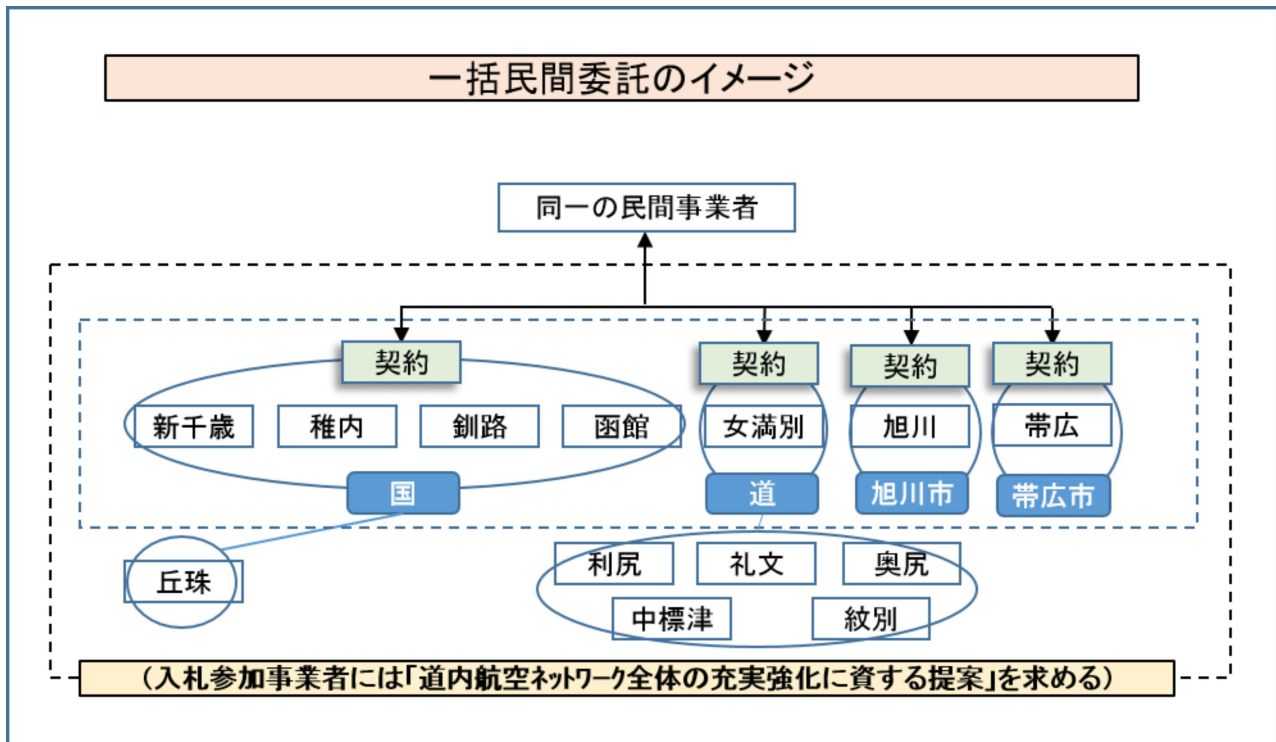 一括民間委託のイメージ
同一の民間事業者
契約 契約 契約 契約
新千歳 稚内 釧路 函館 女満別 旭川 帯広
国 道 旭川市 帯広市
丘珠 利尻 礼文 奥尻
中標津 紋別
（入札参加事業者には「道内航空ネットワーク全体の充実強化に資する提案」を求める）